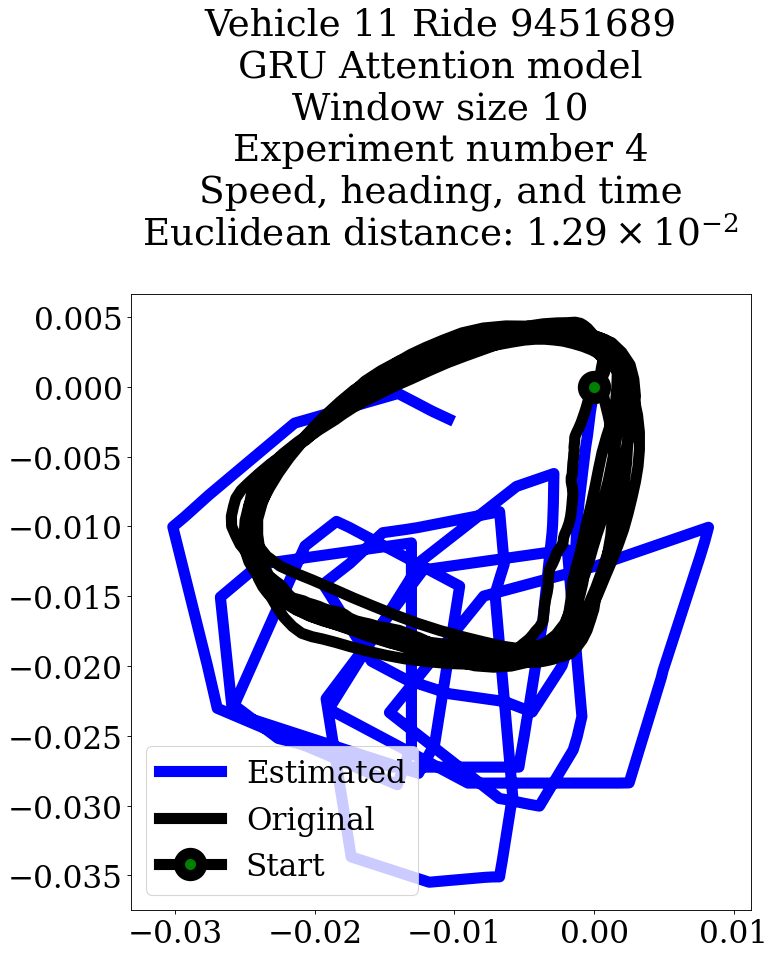 Vehicle 11 Ride 9451689
GRU Attention model
Window size 10
Experiment number 4
Speed, heading, and time
Euclidean distance: 1.29 × 10⁻²
0.005
0.000
−0.005
−0.010
−0.015
−0.020
−0.025
−0.030
−0.035
Estimated
Original
Start
−0.03 −0.02 −0.01 0.00 0.01